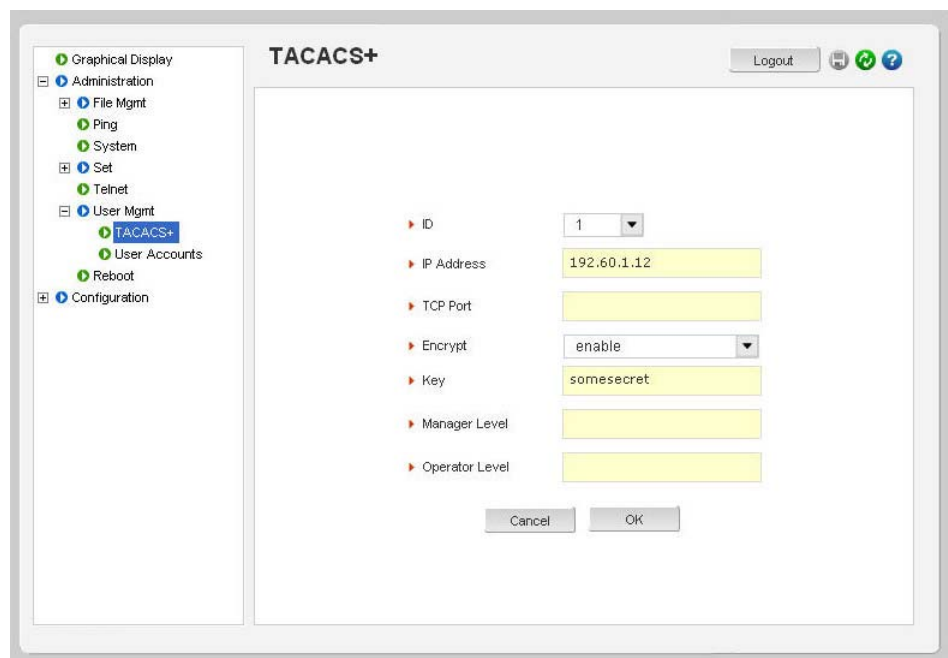 Graphical Display
Administration
File Mgmt
Ping
System
Set
Telnet
User Mgmt
TACACS+
User Accounts
Reboot
Configuration
TACACS+
Logout
?
ID 1
IP Address 192.60.1.12
TCP Port
Encrypt enable
Key somesecret
Manager Level
Operator Level
Cancel OK